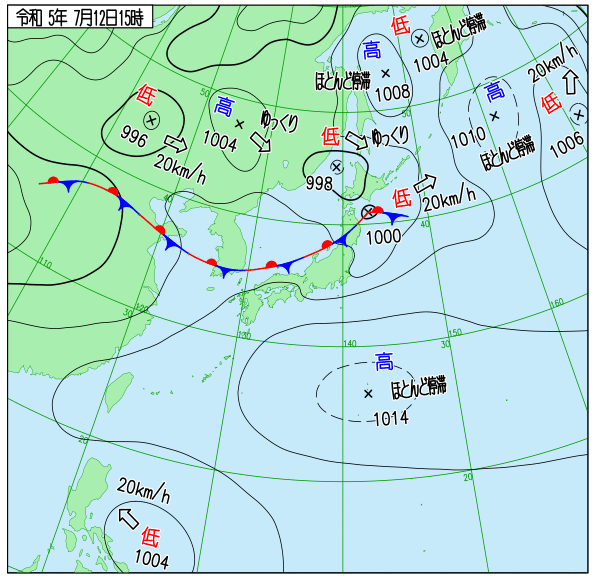 令和 5年 7月12日15時
低
ほとんど停滞
1004
高
ほとんど停滞
1008
20km/h
低
1006
高
1010
ほとんど停滞
低
996
20km/h
高
1004
ゆっくり
低
ゆっくり
998
低
20km/h
1000
50
50
40
40
110
30
120
130
140
30
150
160
高
ほとんど停滞
1014
20
20
20km/h
低
1004